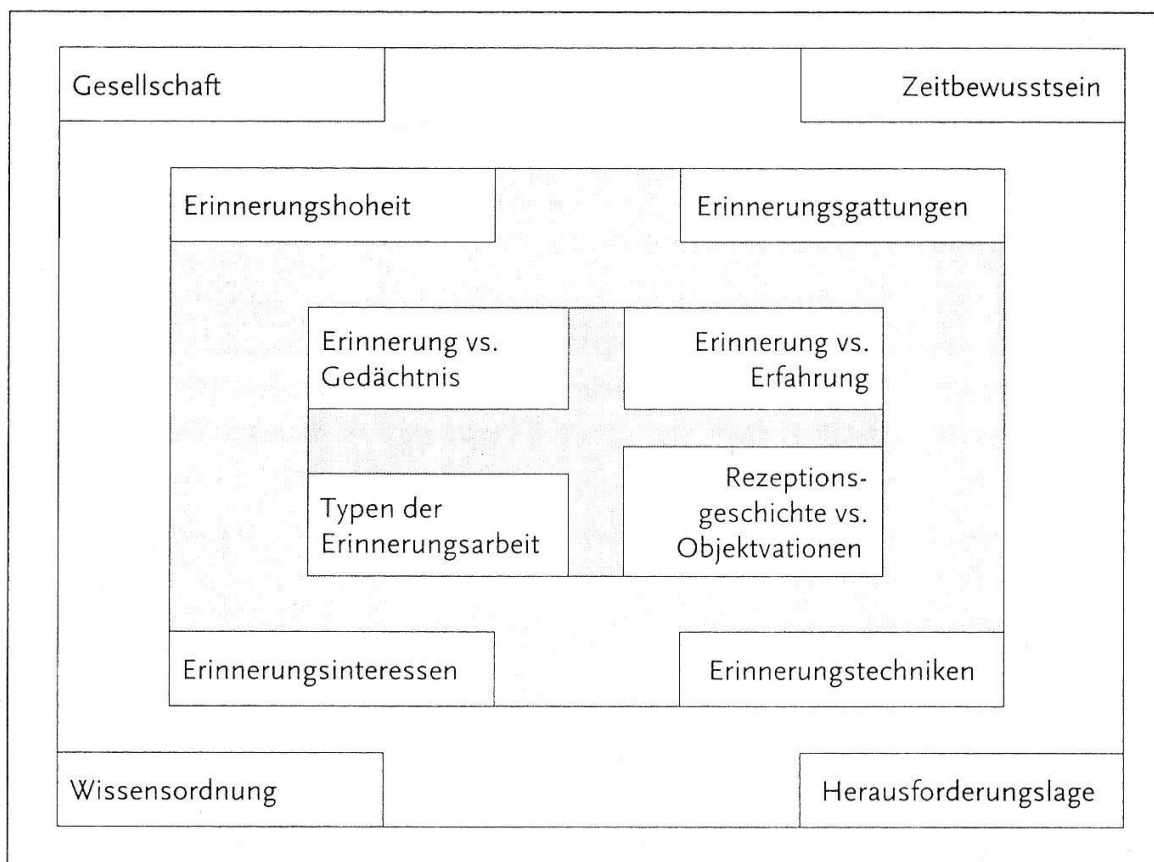 Gesellschaft
Zeitbewusstsein
Erinnerungshoheit
Erinnerungsgattungen
Erinnerung vs.
Gedächtnis
Erinnerung vs.
Erfahrung
Typen der
Erinnerungsarbeit
Rezeptions-
geschichte vs.
Objektvationen
Erinnerungsinteressen
Erinnerungstechniken
Wissensordnung
Herausforderungslage